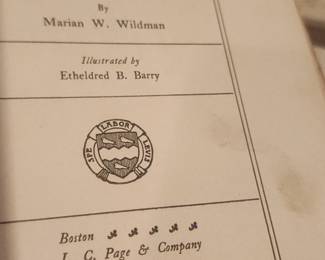 By
Marian W. Wildman
Illustrated by
Etheldred B. Barry
SPE LABOR LEVIS
Boston
L. C. Page & Company